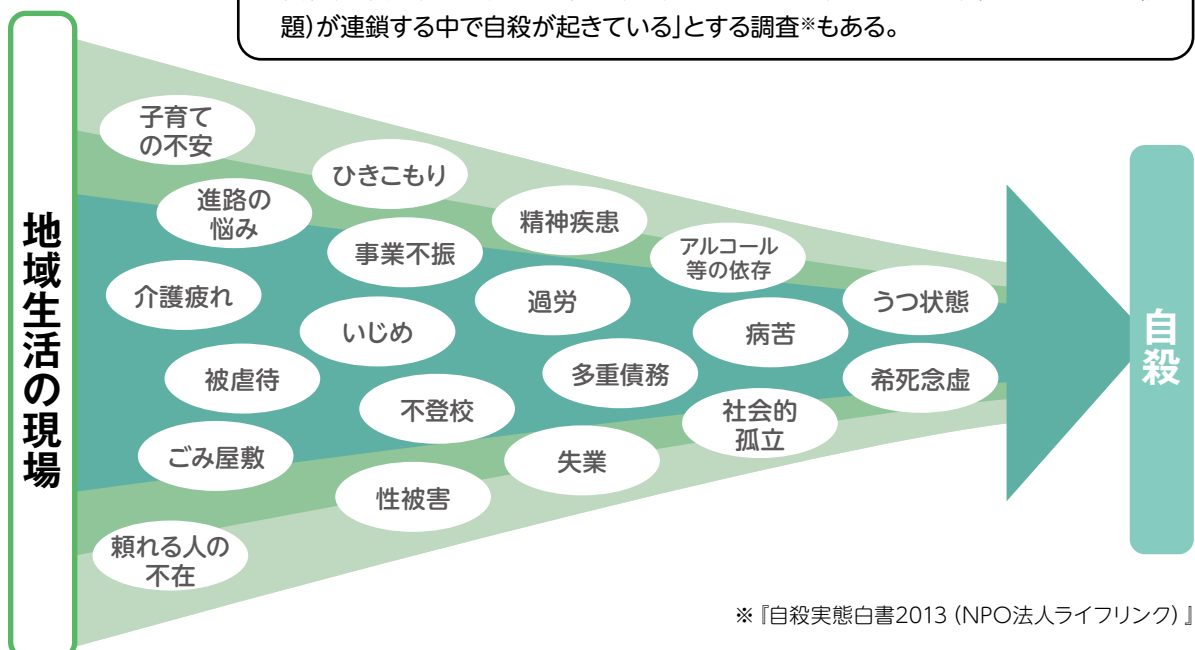 題)が連鎖する中で自殺が起きている」とする調査※もある。
地域生活の現場
子育て
の不安
ひきこもり
進路の
悩み
精神疾患
事業不振
アルコール
等の依存
介護疲れ
過労
うつ状態
いじめ
病苦
被虐待
多重債務
希死念虚
不登校
社会的
孤立
ごみ屋敷
失業
性被害
頼れる人の
不在
自殺
※『自殺実態白書2013 (NPO法人ライフリンク) 』